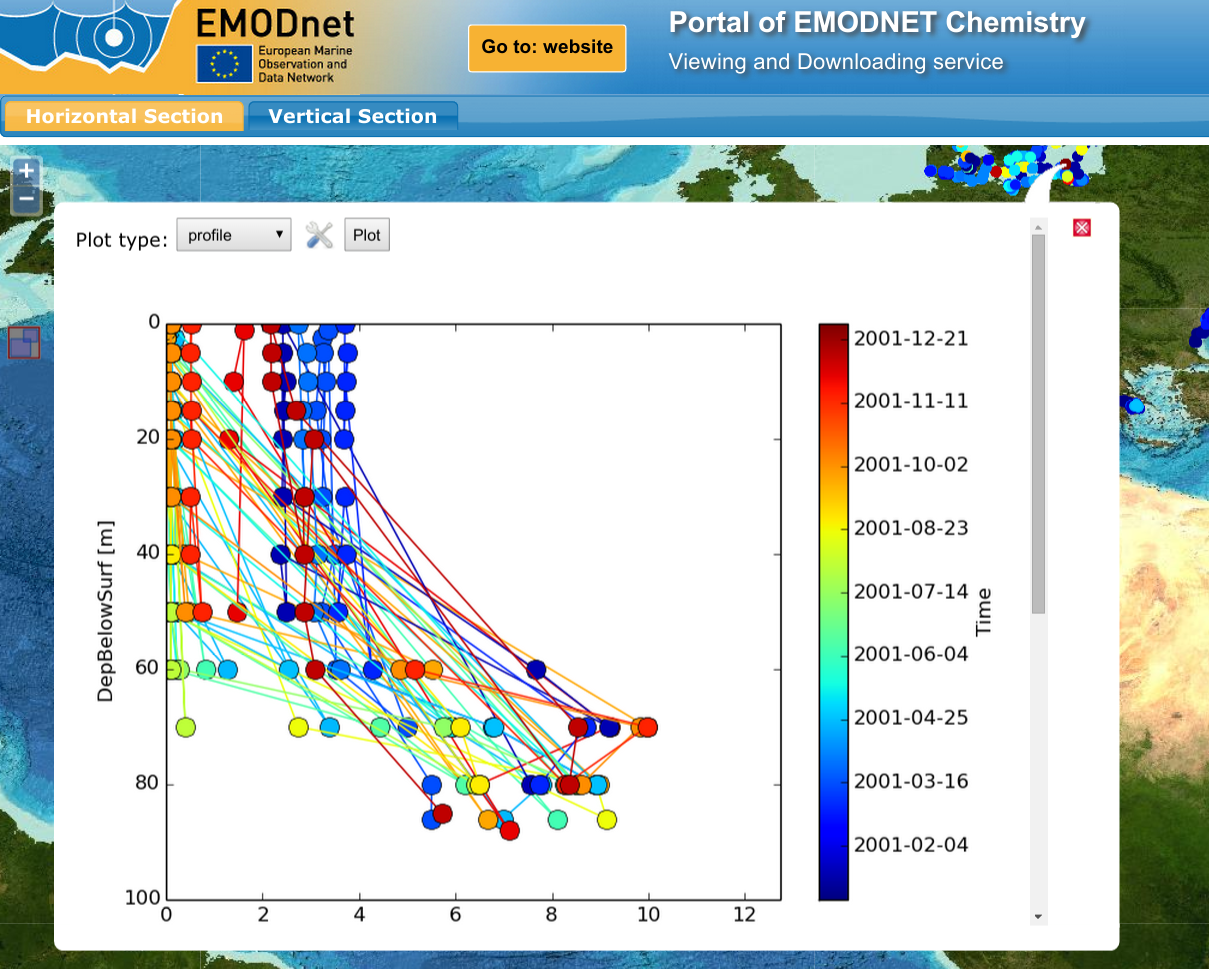 EMODnet
European Marine
Observation and
Data Network
Go to: website
Portal of EMODNET Chemistry
Viewing and Downloading service
Horizontal Section
Vertical Section
+
−
Plot type:
profile
Plot
0
20
40
60
80
100
DepBelowSurf [m]
0
2
4
6
8
10
12
2001-12-21
2001-11-11
2001-10-02
2001-08-23
2001-07-14
2001-06-04
2001-04-25
2001-03-16
2001-02-04
Time